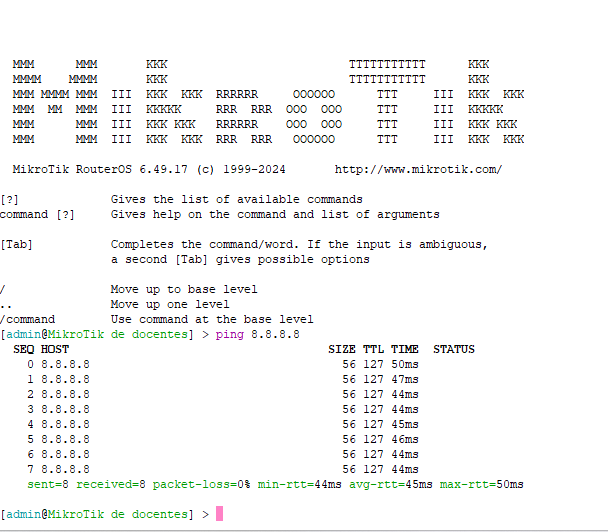 MMM      MMM       KKK                          TTTTTTTTTTT      KKK
  MMMM    MMMM       KKK                          TTTTTTTTTTT      KKK
  MMM MMMM MMM  III  KKK  KKK  RRRRRR     OOOOOO      TTT     III  KKK  KKK
  MMM  MM  MMM  III  KKKKK     RRR  RRR  OOO  OOO     TTT     III  KKKKK
  MMM      MMM  III  KKK KKK   RRRRRR    OOO  OOO     TTT     III  KKK KKK
  MMM      MMM  III  KKK  KKK  RRR  RRR   OOOOOO      TTT     III  KKK  KKK
  MikroTik RouterOS 6.49.17 (c) 1999-2024       http://www.mikrotik.com/
[?]             Gives the list of available commands
command [?]     Gives help on the command and list of arguments
[Tab]           Completes the command/word. If the input is ambiguous,
                a second [Tab] gives possible options
/               Move up to base level
..              Move up one level
/command        Use command at the base level
[admin@MikroTik de docentes] > ping 8.8.8.8
  SEQ HOST                                     SIZE TTL TIME  STATUS
    0 8.8.8.8                                    56 127 50ms
    1 8.8.8.8                                    56 127 47ms
    2 8.8.8.8                                    56 127 44ms
    3 8.8.8.8                                    56 127 44ms
    4 8.8.8.8                                    56 127 45ms
    5 8.8.8.8                                    56 127 46ms
    6 8.8.8.8                                    56 127 44ms
    7 8.8.8.8                                    56 127 44ms
    sent=8 received=8 packet-loss=0% min-rtt=44ms avg-rtt=45ms max-rtt=50ms
[admin@MikroTik de docentes] >